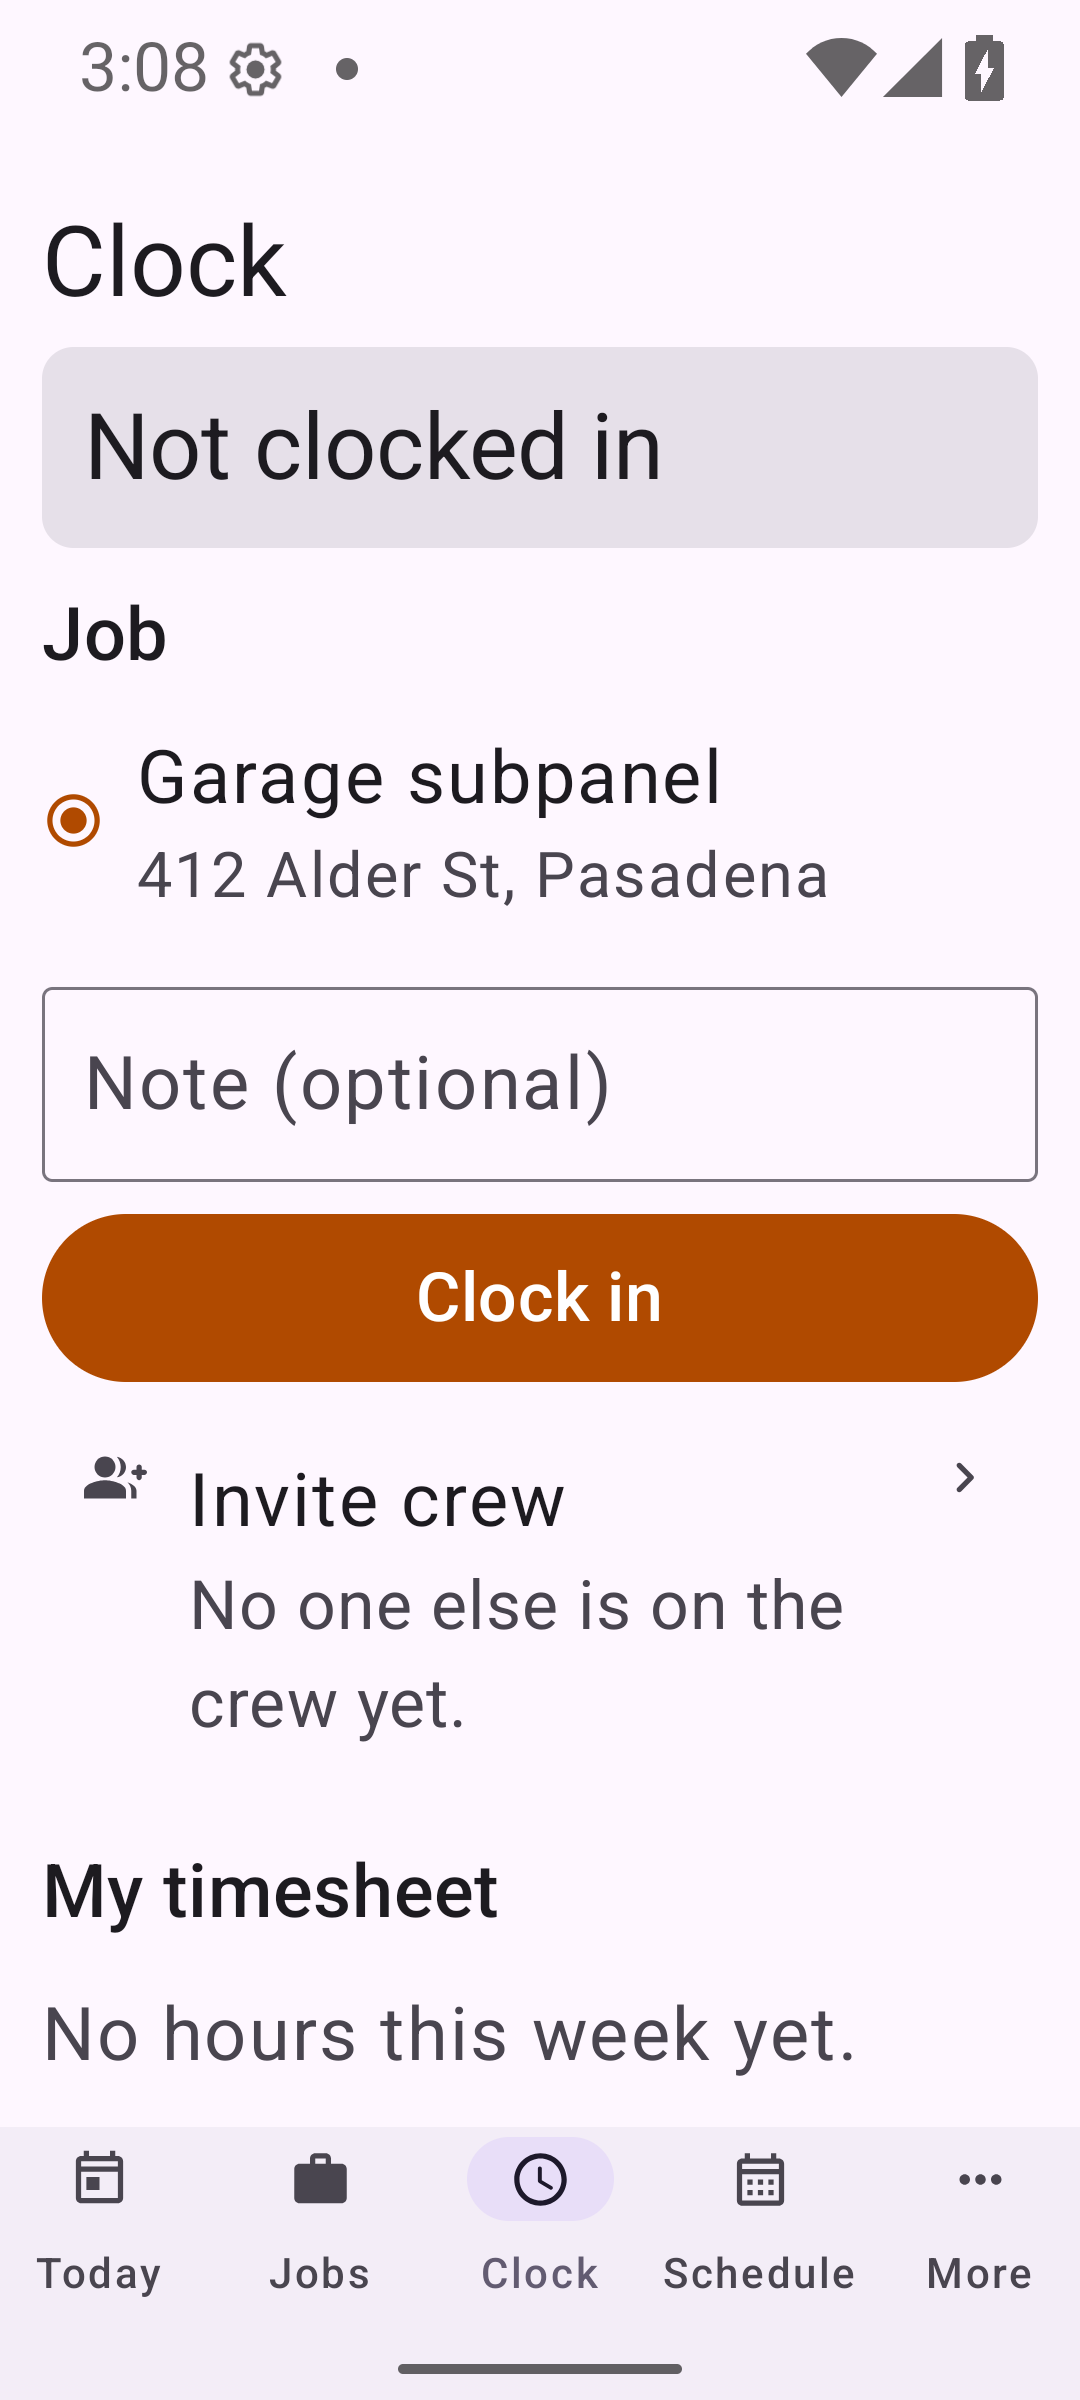 3:08
Clock
Not clocked in
Job
Garage subpanel
412 Alder St, Pasadena
Note (optional)
Clock in
Invite crew
No one else is on the
crew yet.
My timesheet
No hours this week yet.
Today
Jobs
Clock
Schedule
More